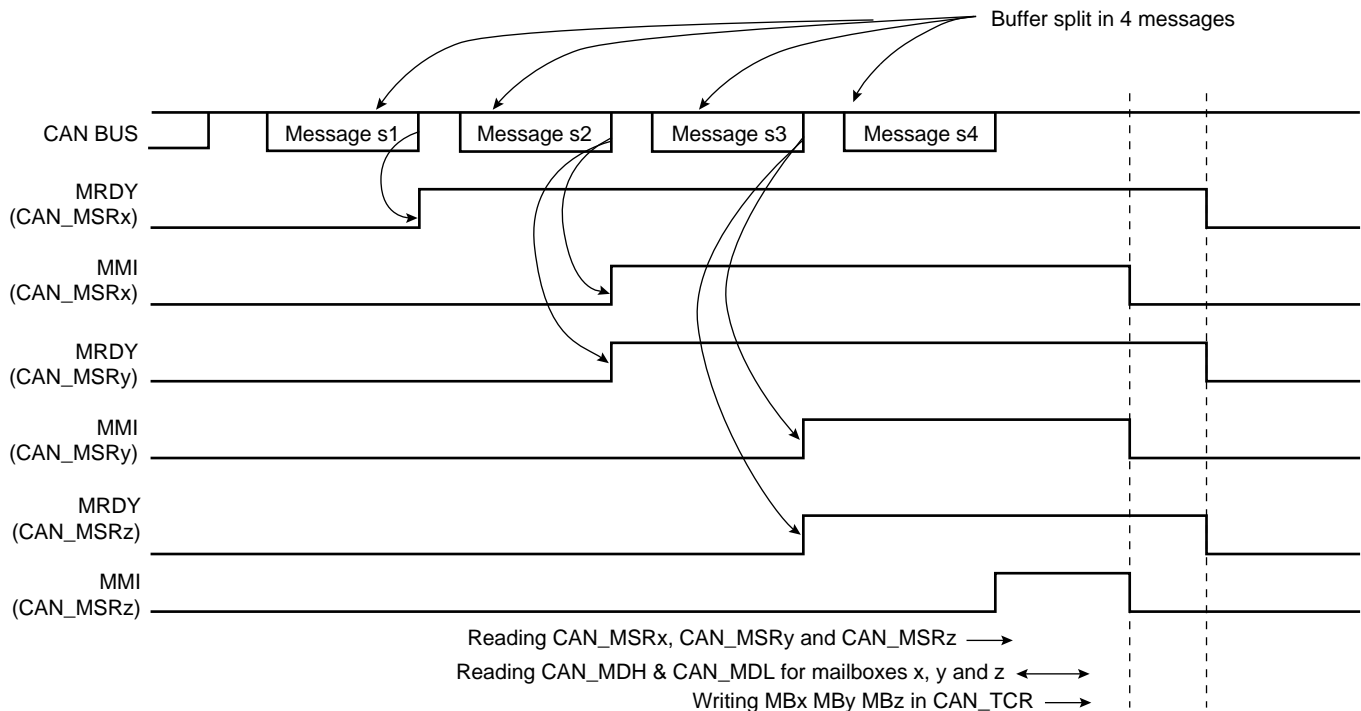 Buffer split in 4 messages
CAN BUS
Message s1
Message s2
Message s3
Message s4
MRDY
(CAN_MSRx)
MMI
(CAN_MSRx)
MRDY
(CAN_MSRy)
MMI
(CAN_MSRy)
MRDY
(CAN_MSRz)
MMI
(CAN_MSRz)
Reading CAN_MSRx, CAN_MSRy and CAN_MSRz
Reading CAN_MDH & CAN_MDL for mailboxes x, y and z
Writing MBx MBy MBz in CAN_TCR